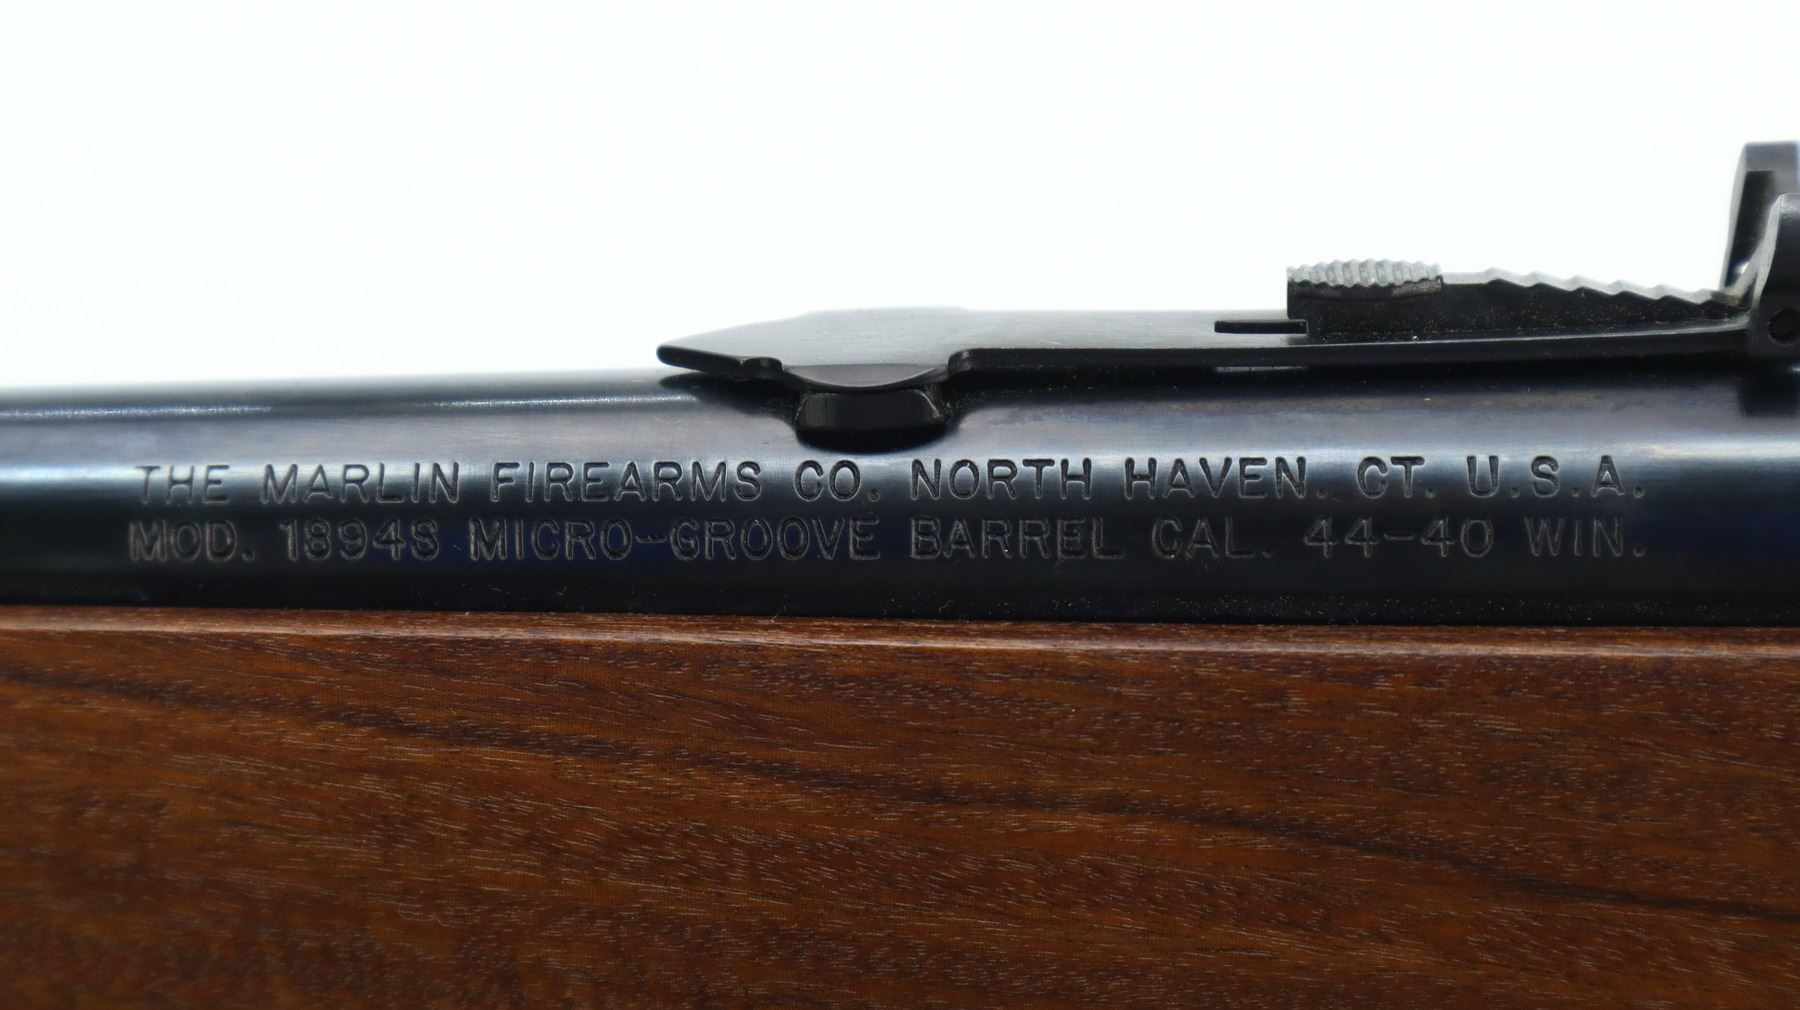 THE MARLIN FIREARMS CO. NORTH HAVEN. CT. U.S.A.
MOD. 1894S MICRO-GROOVE BARREL CAL. 44-40 WIN.